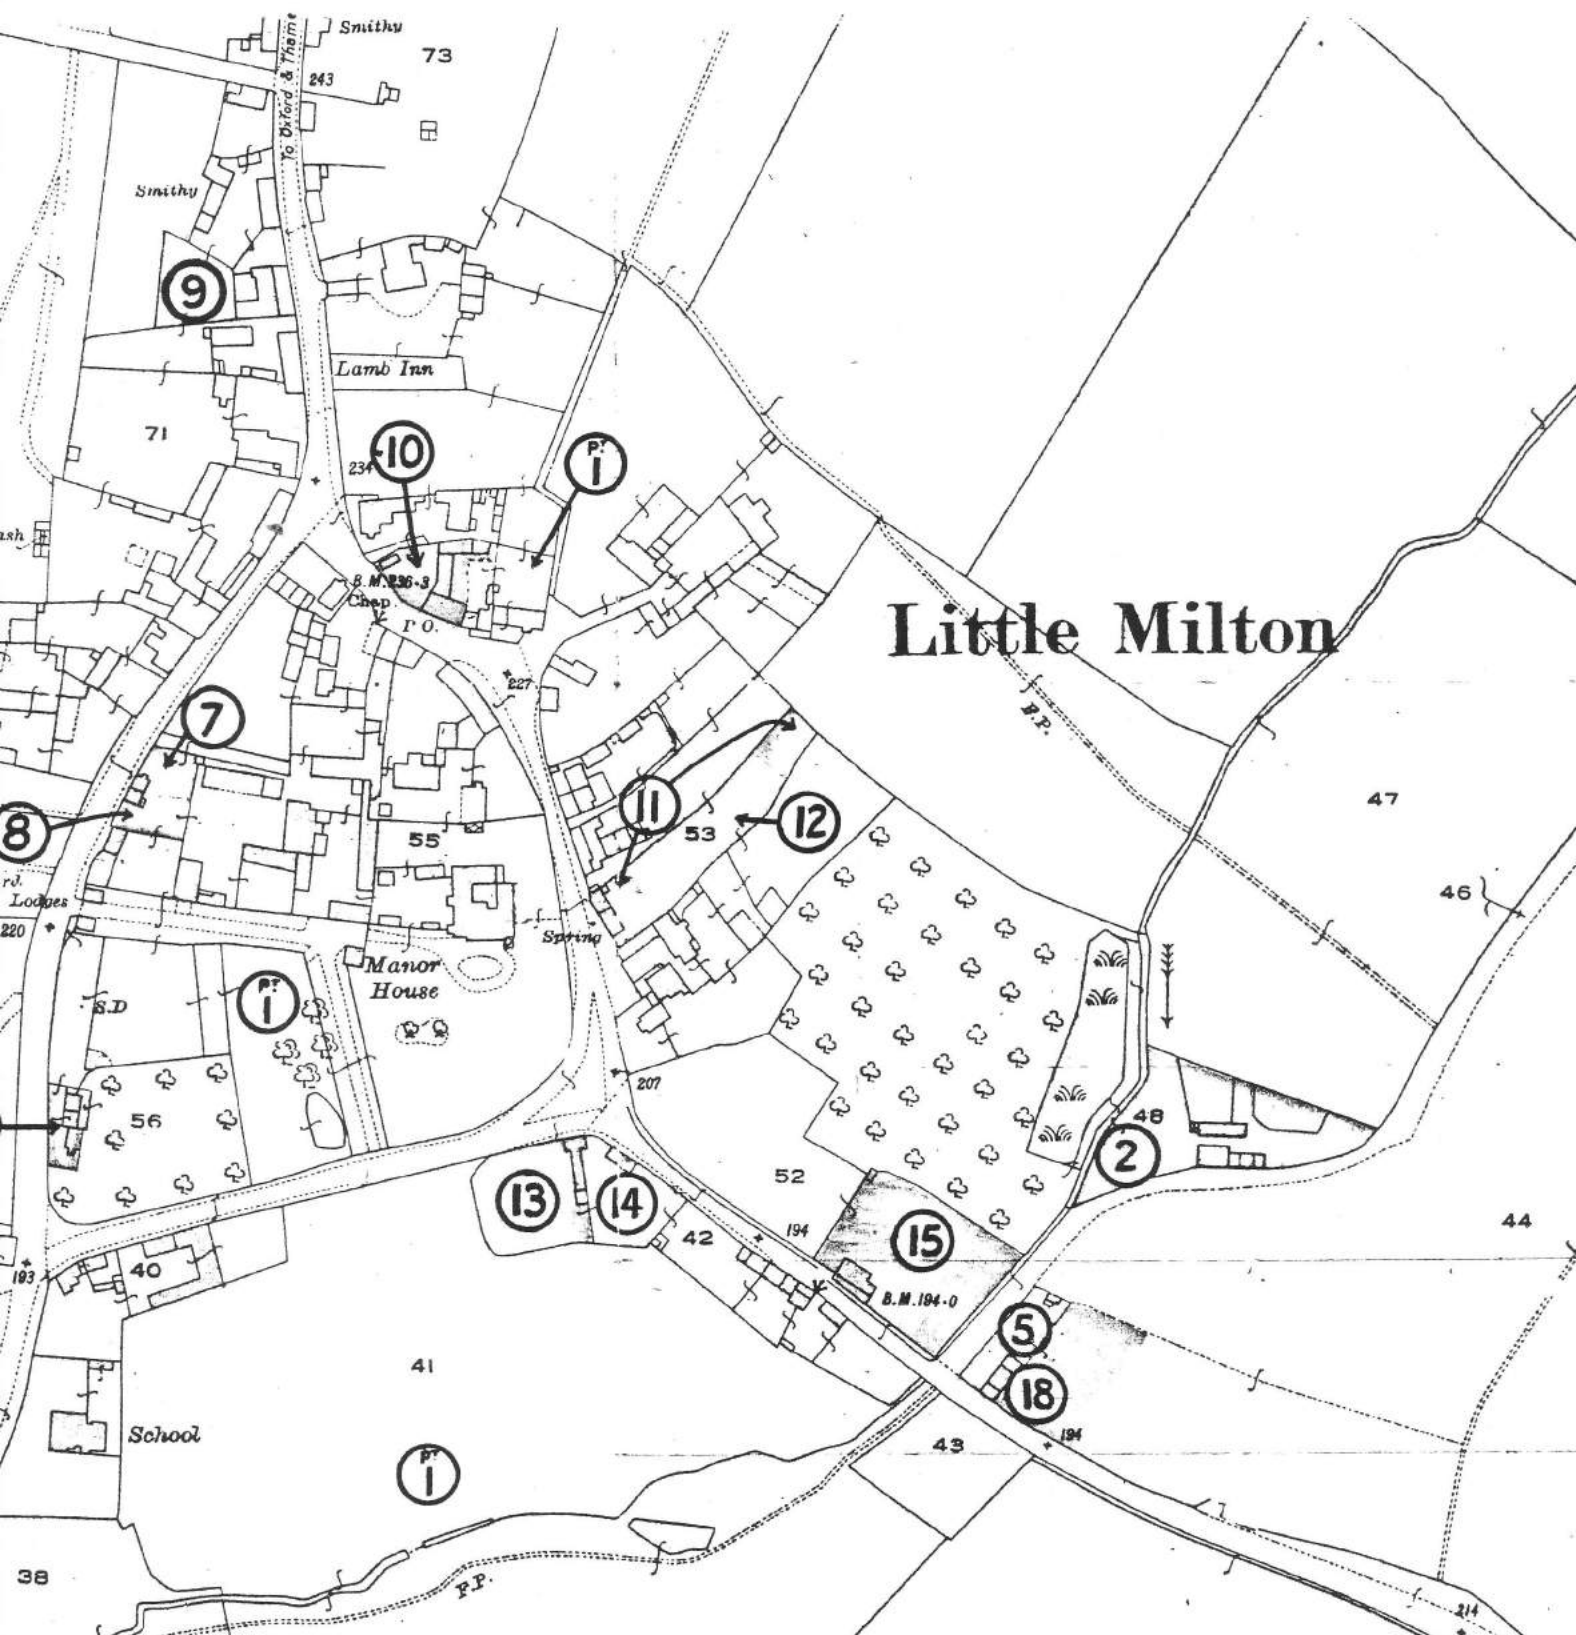 Smithy
73
To Oxford & Thame
243
Smithy
9
Lamb Inn
71
10
234
PT
1
B.M.236·3
Chap.
P.O.
Little Milton
227
F.P.
7
47
11
12
8
53
55
46
Lodges
220
Spring
Manor
House
PT
1
S.D
207
48
56
2
52
13
14
44
15
42
194
193
40
B.M.194·0
5
41
18
School
194
43
PT
1
38
F.P.
214